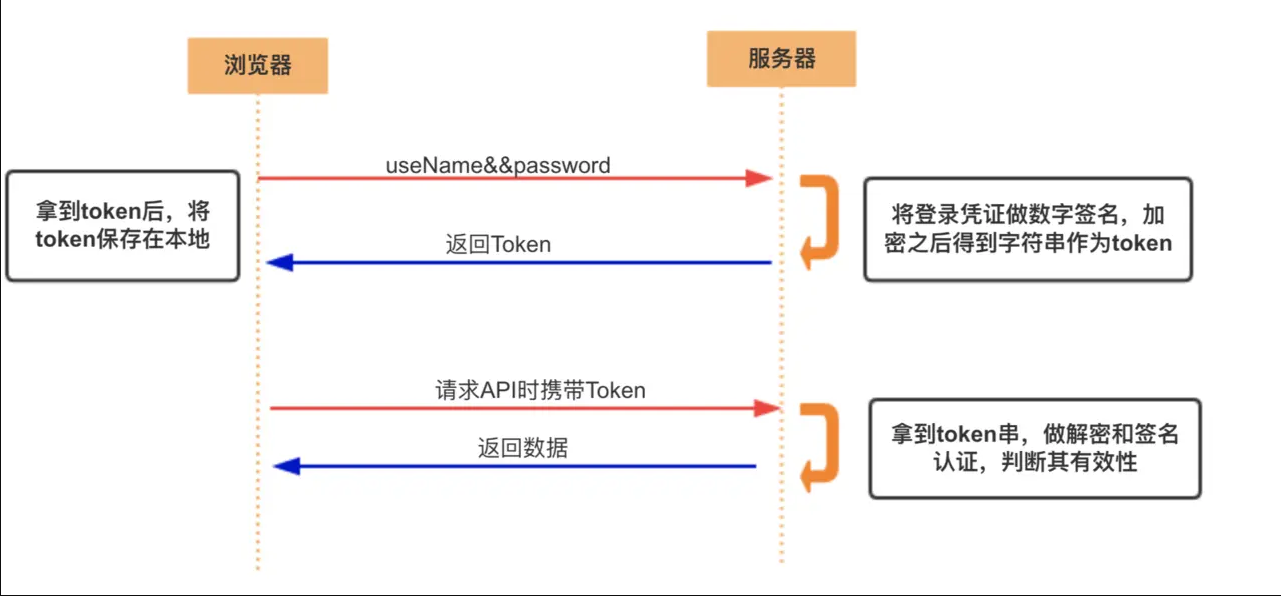 浏览器
服务器
useName&&password
拿到token后，将
token保存在本地
将登录凭证做数字签名，加
密之后得到字符串作为token
返回Token
请求API时携带Token
返回数据
拿到token串，做解密和签名
认证，判断其有效性